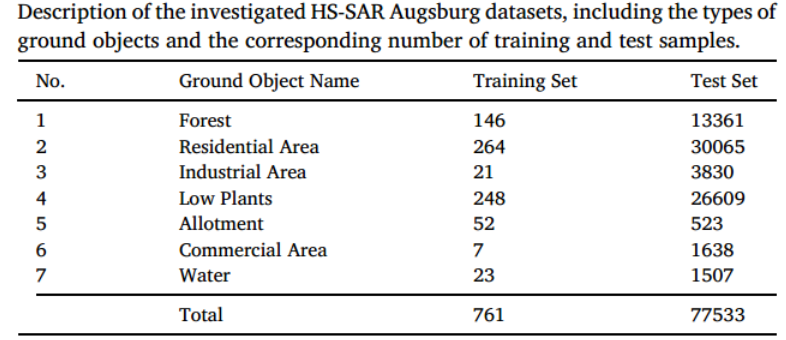 Description of the investigated HS-SAR Augsburg datasets, including the types of
ground objects and the corresponding number of training and test samples.
No. Ground Object Name Training Set Test Set
1 Forest 146 13361
2 Residential Area 264 30065
3 Industrial Area 21 3830
4 Low Plants 248 26609
5 Allotment 52 523
6 Commercial Area 7 1638
7 Water 23 1507
Total 761 77533